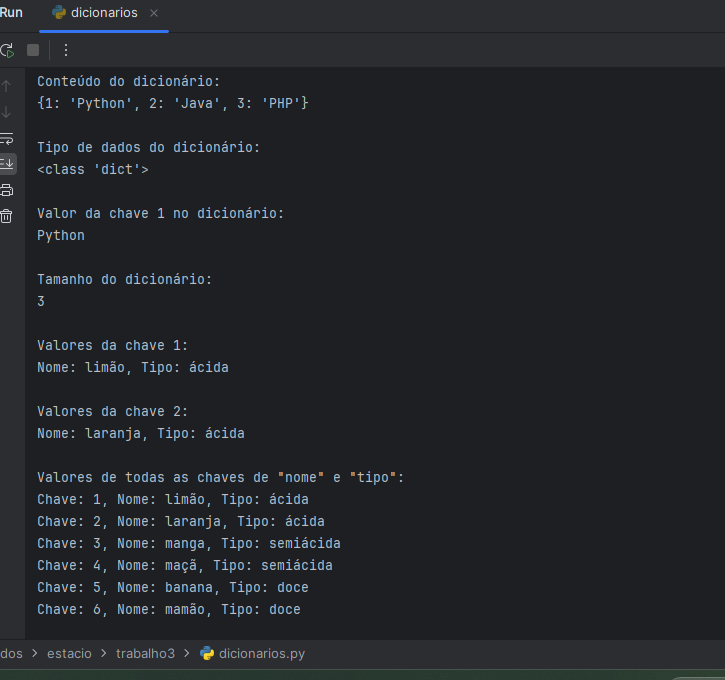 Run
dicionarios
Conteúdo do dicionário:
{1: 'Python', 2: 'Java', 3: 'PHP'}
Tipo de dados do dicionário:
<class 'dict'>
Valor da chave 1 no dicionário:
Python
Tamanho do dicionário:
3
Valores da chave 1:
Nome: limão, Tipo: ácida
Valores da chave 2:
Nome: laranja, Tipo: ácida
Valores de todas as chaves de "nome" e "tipo":
Chave: 1, Nome: limão, Tipo: ácida
Chave: 2, Nome: laranja, Tipo: ácida
Chave: 3, Nome: manga, Tipo: semiácida
Chave: 4, Nome: maçã, Tipo: semiácida
Chave: 5, Nome: banana, Tipo: doce
Chave: 6, Nome: mamão, Tipo: doce
dos > estacio > trabalho3 > dicionarios.py